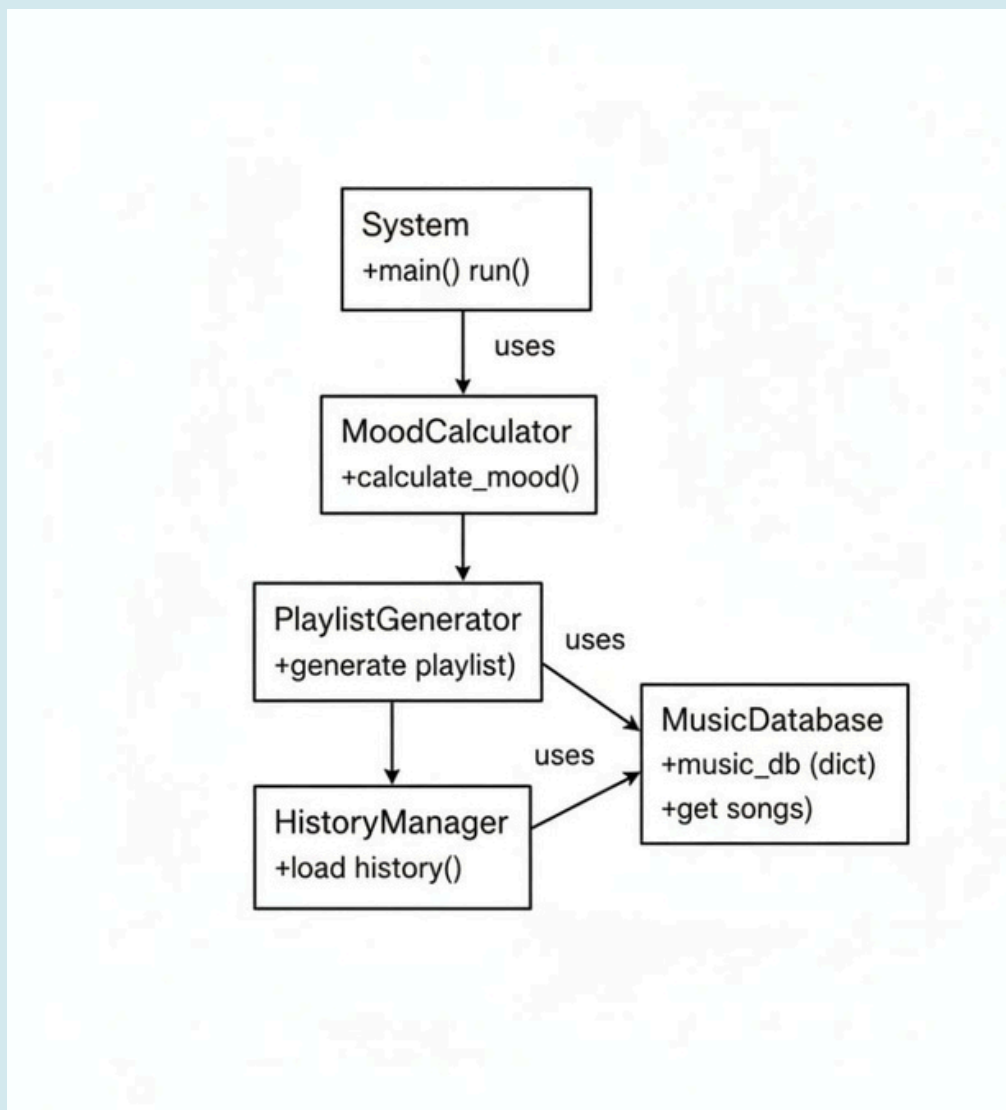 System
+main() run()
uses
MoodCalculator
+calculate_mood()
PlaylistGenerator
+generate playlist)
uses
MusicDatabase
+music_db (dict)
+get songs)
uses
HistoryManager
+load history()